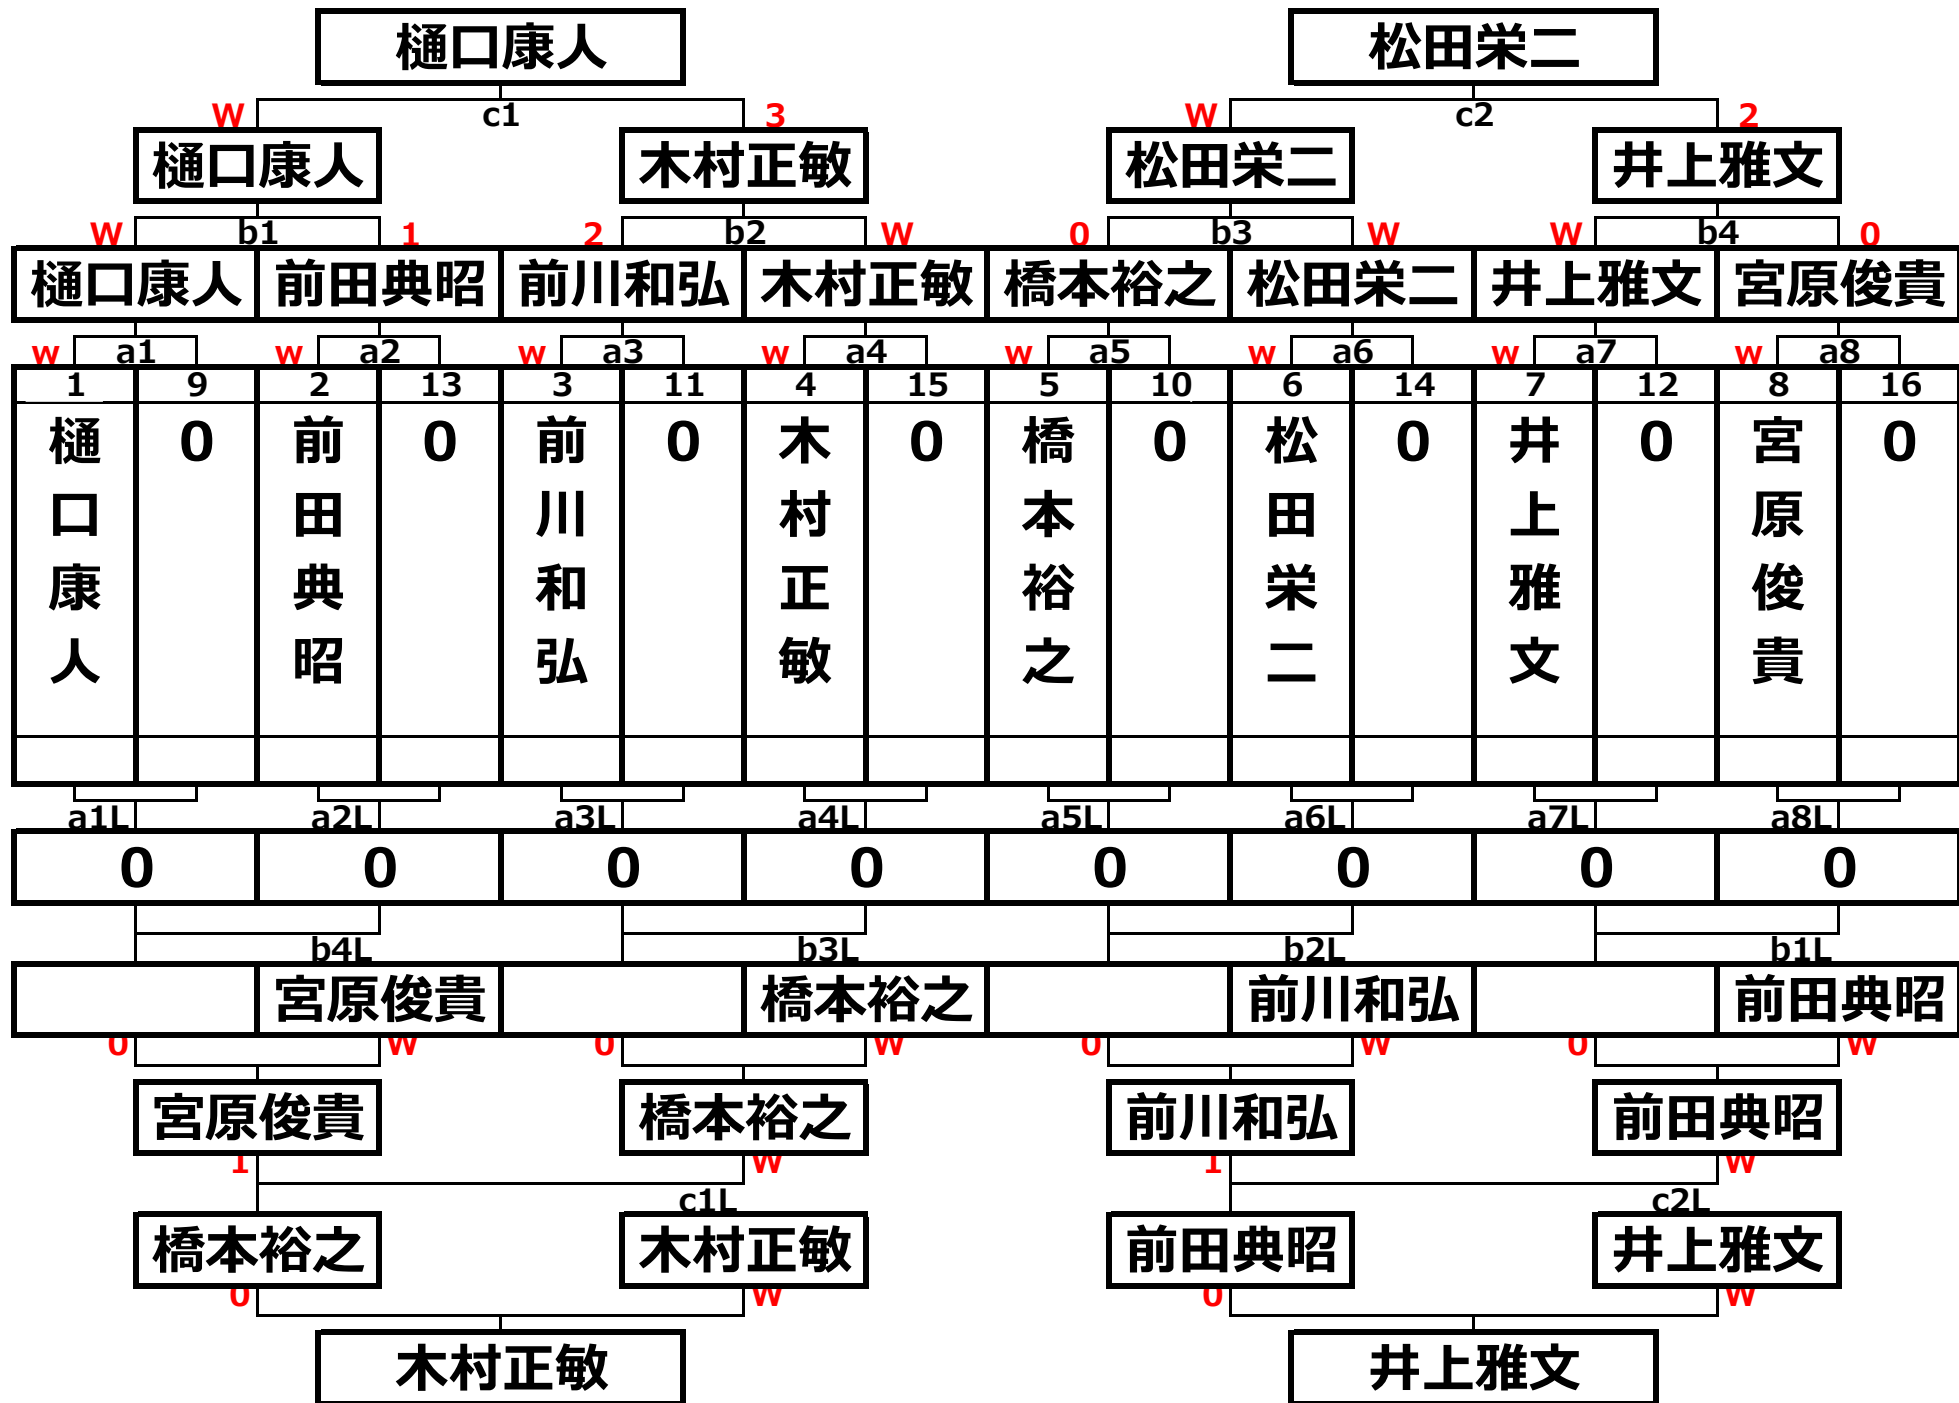 樋口康人 松田栄二
W c1 3 W c2 2
樋口康人 木村正敏 松田栄二 井上雅文
W b1 1 2 b2 W 0 b3 W W b4 0
樋口康人 前田典昭 前川和弘 木村正敏 橋本裕之 松田栄二 井上雅文 宮原俊貴
w a1 w a2 w a3 w a4 w a5 w a6 w a7 w a8
1 9 2 13 3 11 4 15 5 10 6 14 7 12 8 16
樋口康人 0 前田典昭 0 前川和弘 0 木村正敏 0 橋本裕之 0 松田栄二 0 井上雅文 0 宮原俊貴 0
a1L a2L a3L a4L a5L a6L a7L a8L
0 0 0 0 0 0 0 0
b4L b3L b2L b1L
宮原俊貴 橋本裕之 前川和弘 前田典昭
0 W 0 W 0 W 0 W
宮原俊貴 橋本裕之 前川和弘 前田典昭
1 W 1 W
c1L c2L
橋本裕之 木村正敏 前田典昭 井上雅文
0 W 0 W
木村正敏 井上雅文